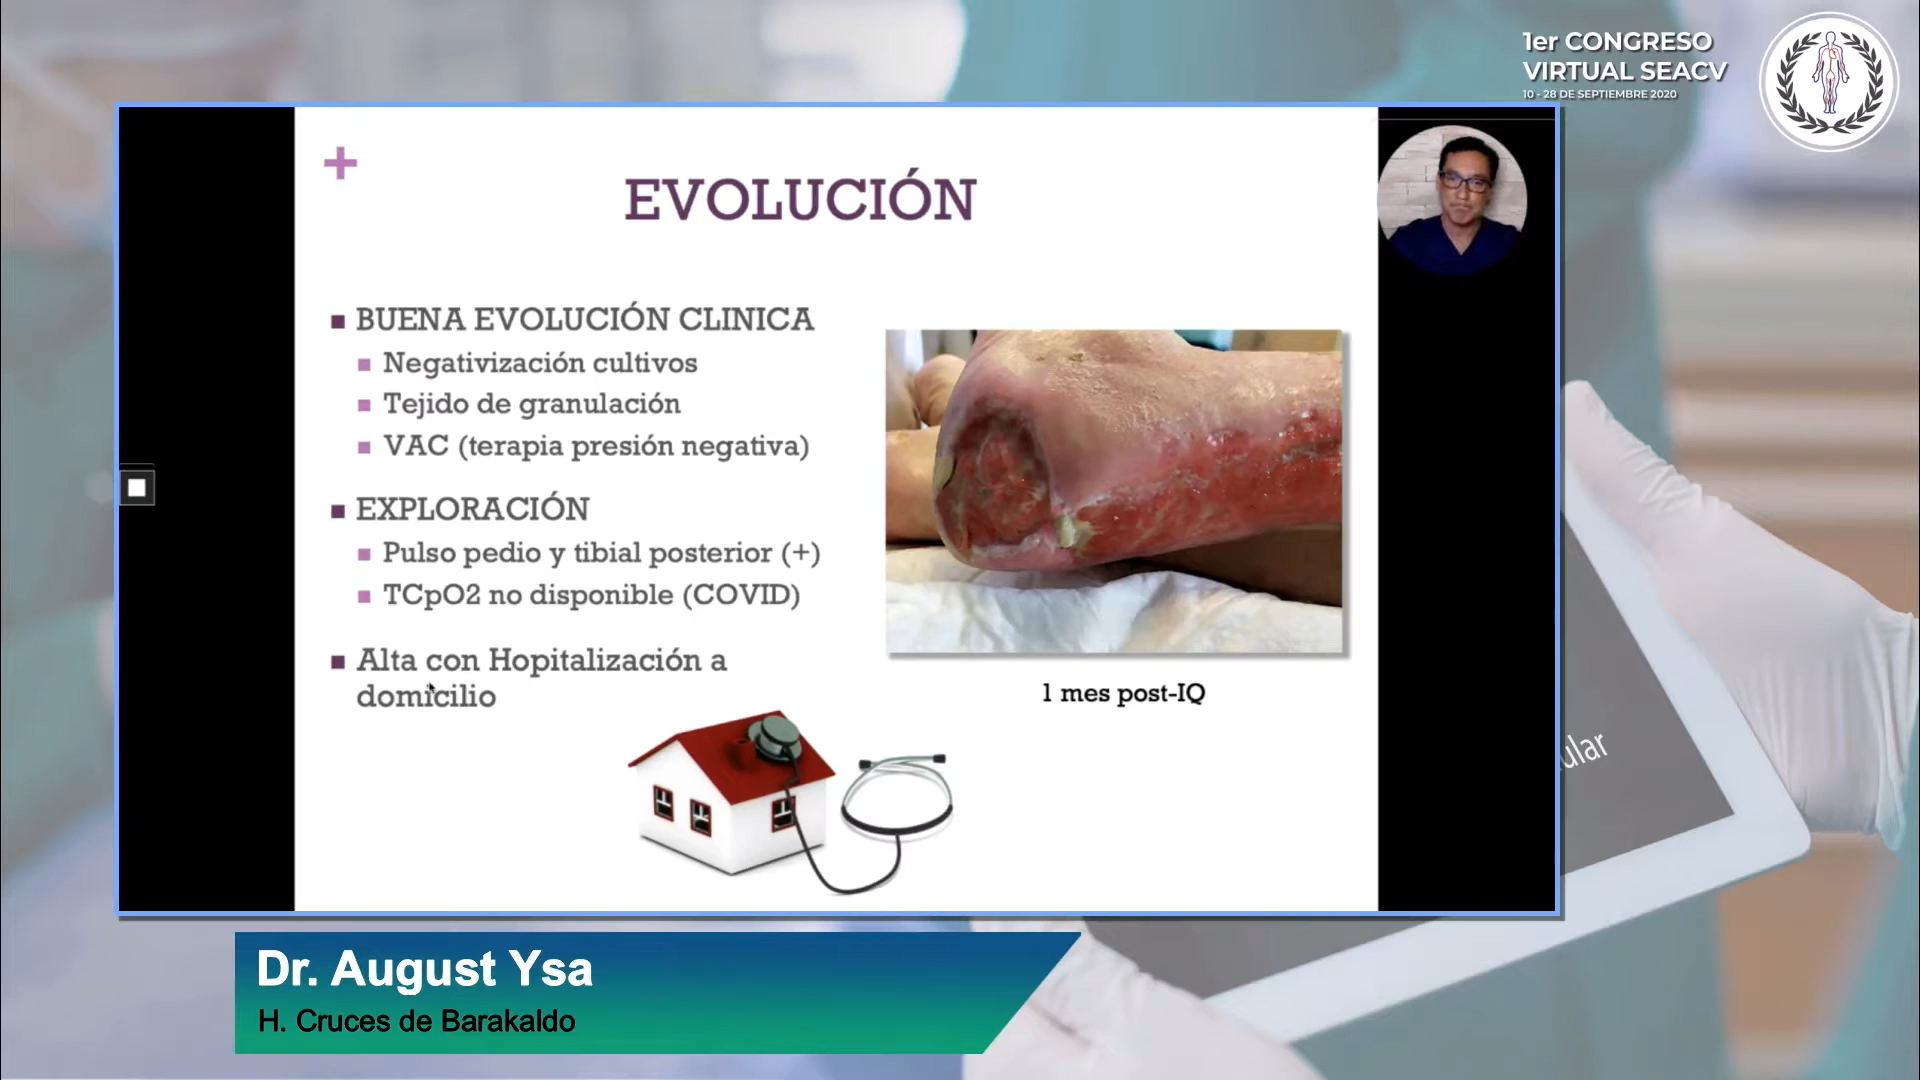 1er CONGRESO
VIRTUAL SEACV
10 - 28 DE SEPTIEMBRE 2020
+
EVOLUCIÓN
BUENA EVOLUCIÓN CLINICA
Negativización cultivos
Tejido de granulación
VAC (terapia presión negativa)
EXPLORACIÓN
Pulso pedio y tibial posterior (+)
TCpO2 no disponible (COVID)
Alta con Hopitalización a
domicilio
1 mes post-IQ
ular
Dr. August Ysa
H. Cruces de Barakaldo